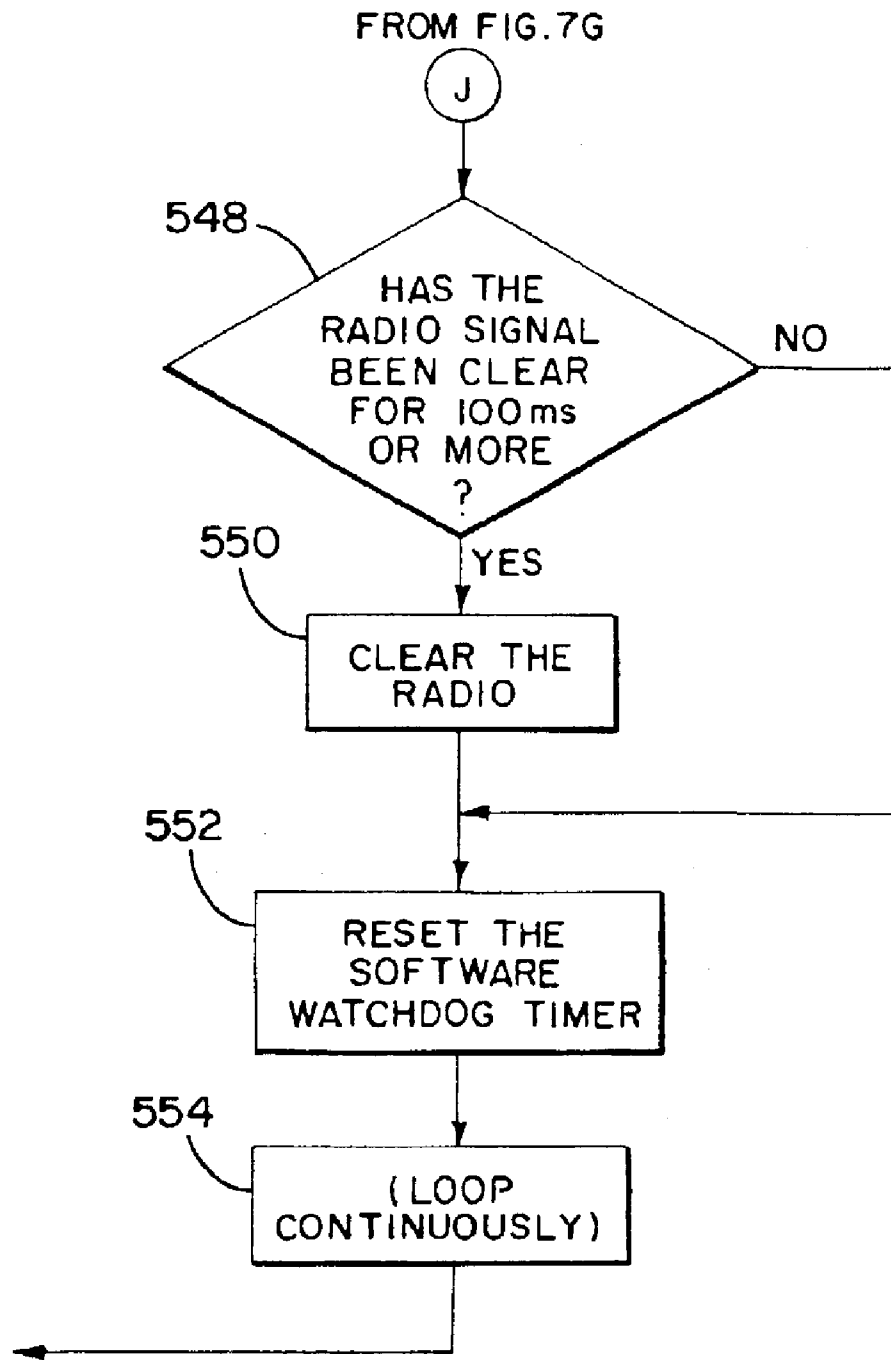 FROM FIG.7G
J
548
HAS THE
RADIO SIGNAL
BEEN CLEAR
FOR 100ms
OR MORE
?
NO
YES
550
CLEAR THE
RADIO
552
RESET THE
SOFTWARE
WATCHDOG TIMER
554
(LOOP
CONTINUOUSLY)